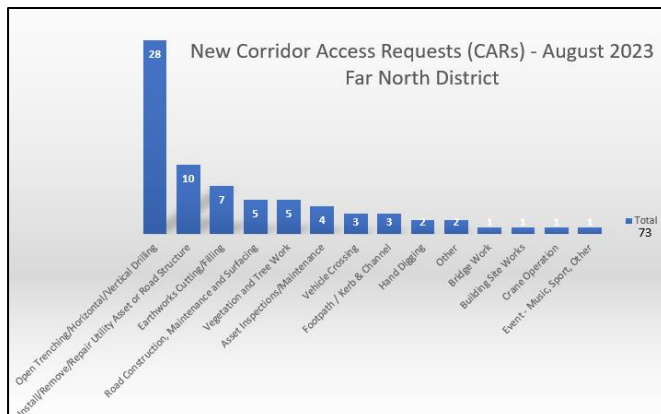 New Corridor Access Requests (CARs) - August 2023
Far North District
28
10
7
5
5
4
3
3
2
2
1
1
1
1
Total
73
Open Trenching/Horizontal/Vertical Drilling
Install/Remove/Repair Utility Asset or Road Structure
Earthworks Cutting/Filling
Road Construction, Maintenance and Surfacing
Vegetation and Tree Work
Asset Inspections/Maintenance
Vehicle Crossing
Footpath / Kerb & Channel
Hand Digging
Other
Bridge Work
Building Site Works
Crane Operation
Event - Music, Sport, Other